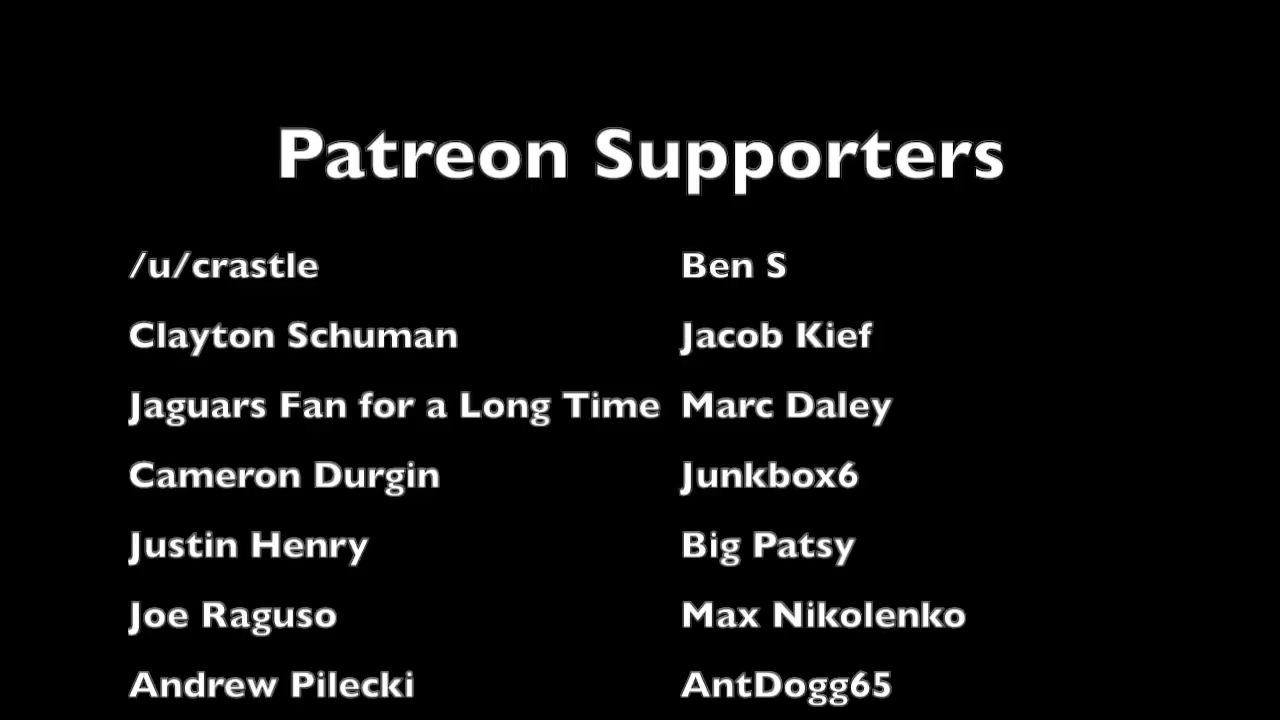 Patreon Supporters
/u/crastle
Ben S
Clayton Schuman
Jacob Kief
Jaguars Fan for a Long Time
Marc Daley
Cameron Durgin
Junkbox6
Justin Henry
Big Patsy
Joe Raguso
Max Nikolenko
Andrew Pilecki
AntDogg65